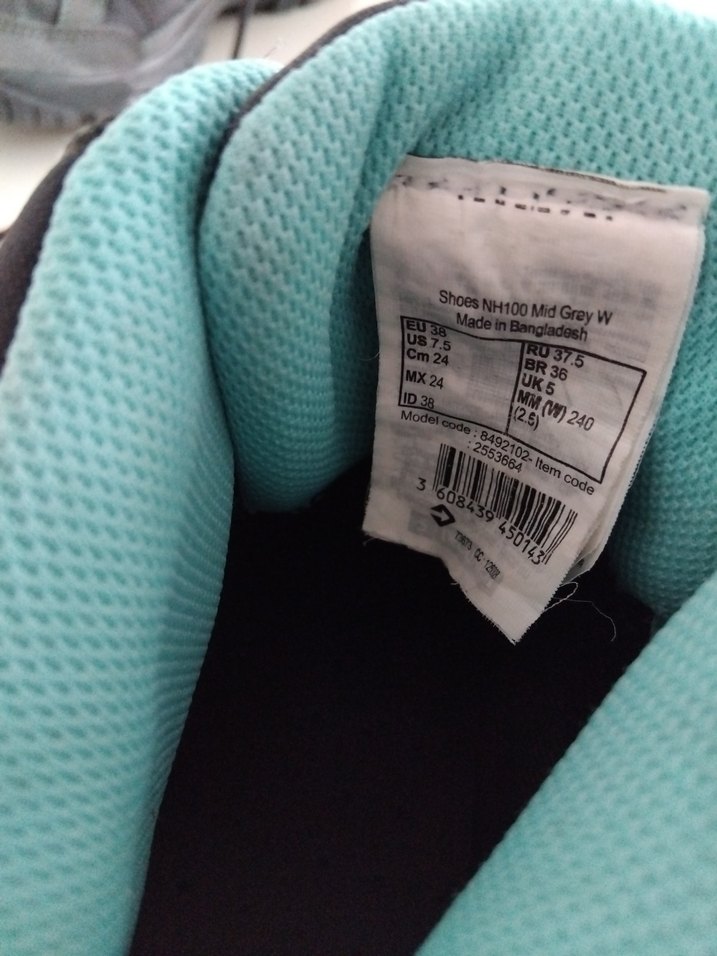 Shoes NH100 Mid Grey W
Made in Bangladesh
EU 38
US 7.5
Cm 24
MX 24
ID 38
RU 37.5
BR 36
UK 5
MM (W) 240
(2.5)
Model code : 8492102- Item code
: 2553664
3 608439 450143